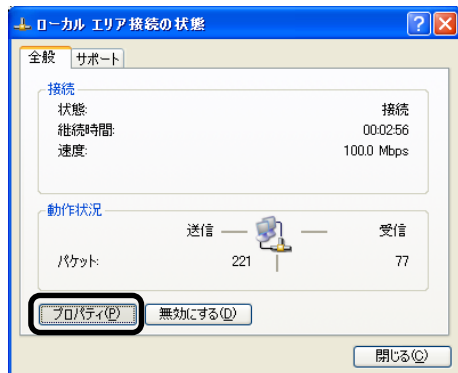 ローカル エリア接続の状態
全般 サポート
接続
状態: 接続
継続時間: 00:02:56
速度: 100.0 Mbps
動作状況
送信 受信
パケット: 221 77
プロパティ(P) 無効にする(D)
閉じる(C)